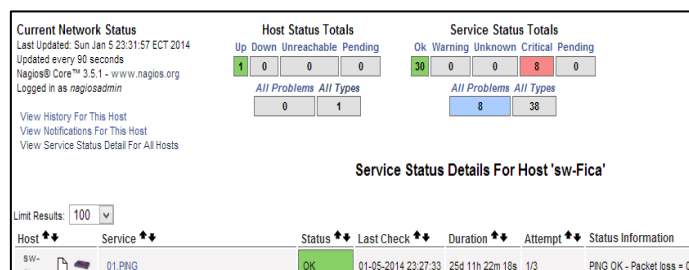 Current Network Status
Last Updated: Sun Jan 5 23:31:57 ECT 2014
Updated every 90 seconds
Nagios® Core™ 3.5.1 - www.nagios.org
Logged in as nagiosadmin
View History For This Host
View Notifications For This Host
View Service Status Detail For All Hosts
Host Status Totals
Up Down Unreachable Pending
1 0 0 0
All Problems All Types
0 1
Service Status Totals
Ok Warning Unknown Critical Pending
30 0 0 8 0
All Problems All Types
8 38
Service Status Details For Host 'sw-Fica'
Limit Results: 100
Host Service Status Last Check Duration Attempt Status Information
sw-
01.PING OK 01-05-2014 23:27:33 25d 11h 22m 18s 1/3 PING OK - Packet loss = 0